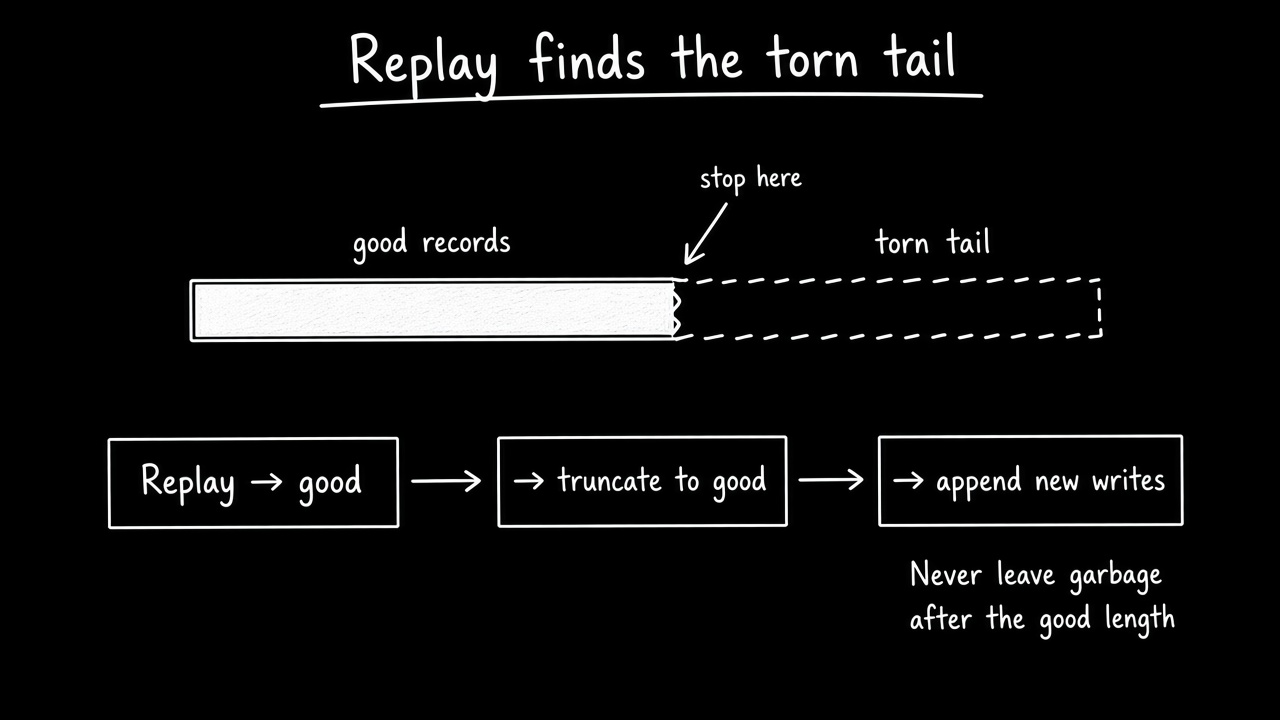 Replay finds the torn tail
stop here
good records
torn tail
Replay → good
→ truncate to good
→ append new writes
Never leave garbage
after the good length